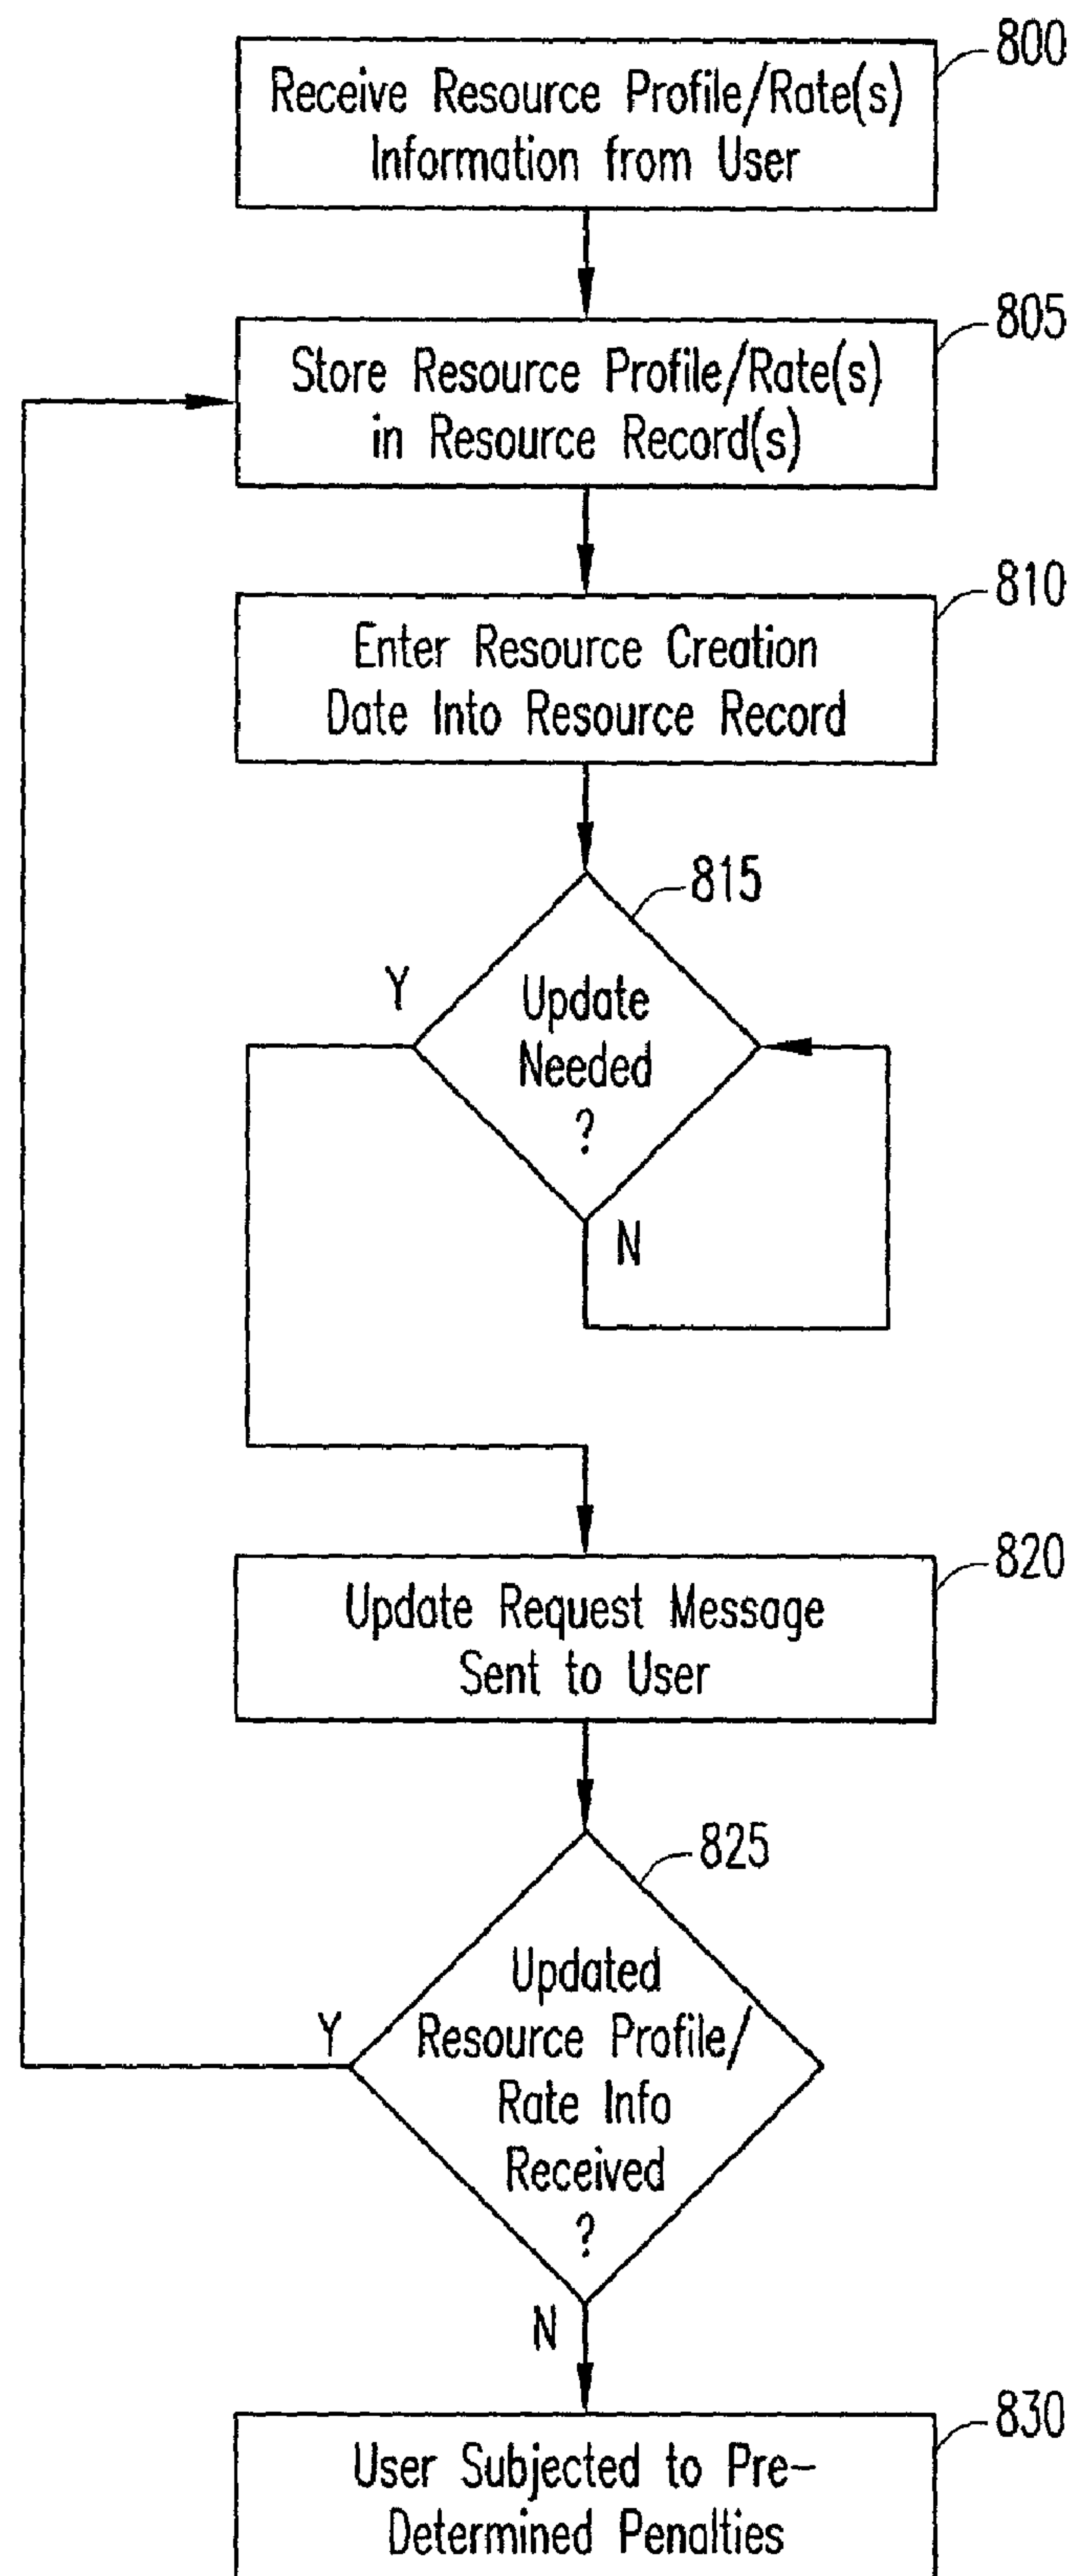 800
Receive Resource Profile/Rate(s)
Information from User
805
Store Resource Profile/Rate(s)
in Resource Record(s)
810
Enter Resource Creation
Date Into Resource Record
815
Y
Update
Needed
?
N
820
Update Request Message
Sent to User
825
Updated
Y
Resource Profile/
Rate Info
Received
?
N
830
User Subjected to Pre-
Determined Penalties